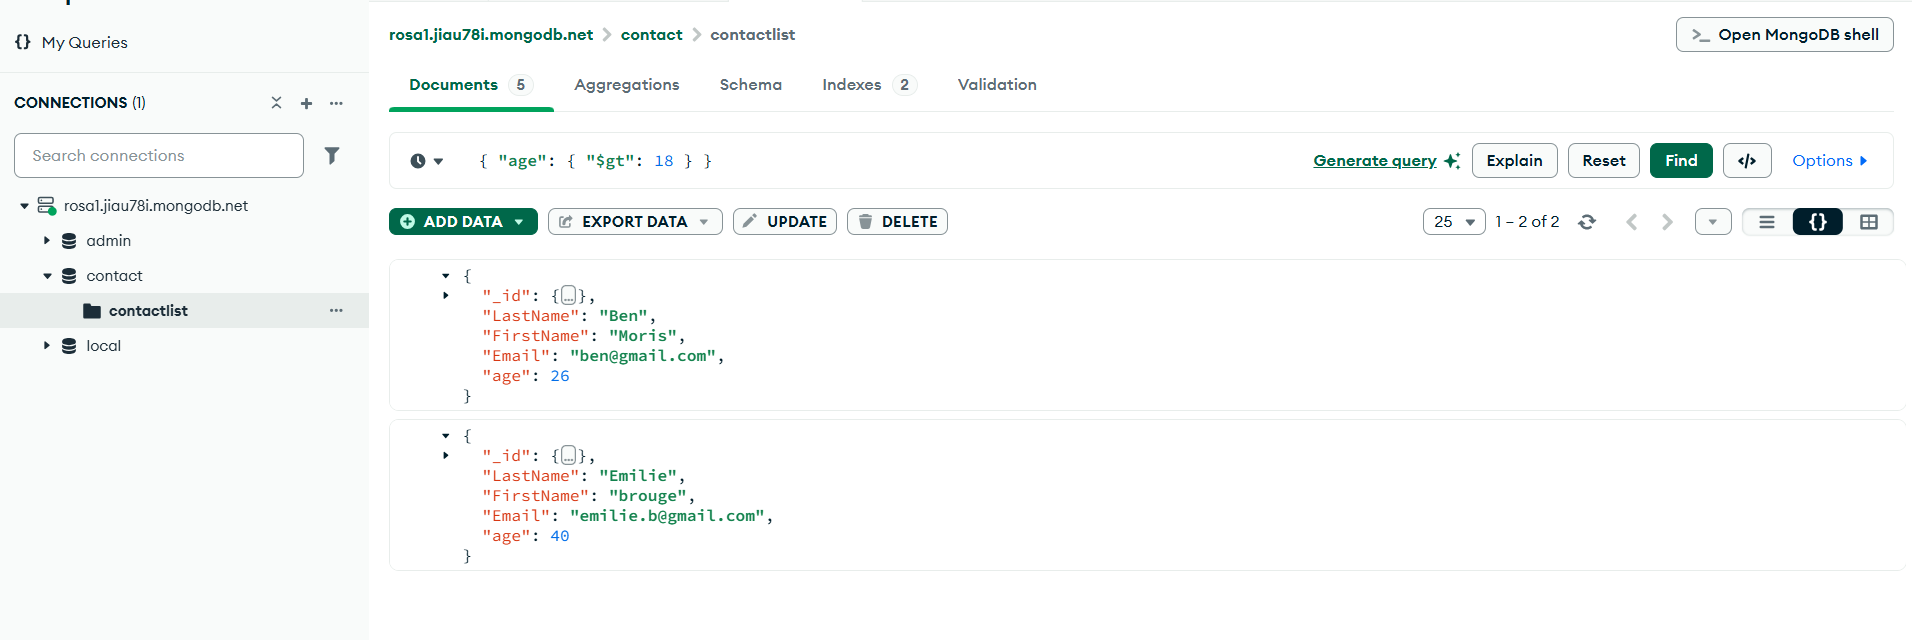 My Queries
CONNECTIONS (1)
Search connections
rosa1.jiau78i.mongodb.net
admin
contact
contactlist
local
rosa1.jiau78i.mongodb.net > contact > contactlist
Open MongoDB shell
Documents 5 Aggregations Schema Indexes 2 Validation
{ "age": { "$gt": 18 } }
Generate query Explain Reset Find </> Options
ADD DATA EXPORT DATA UPDATE DELETE
25 1 – 2 of 2 {}
{
"_id": {…},
"LastName": "Ben",
"FirstName": "Moris",
"Email": "ben@gmail.com",
"age": 26
}
{
"_id": {…},
"LastName": "Emilie",
"FirstName": "brouge",
"Email": "emilie.b@gmail.com",
"age": 40
}